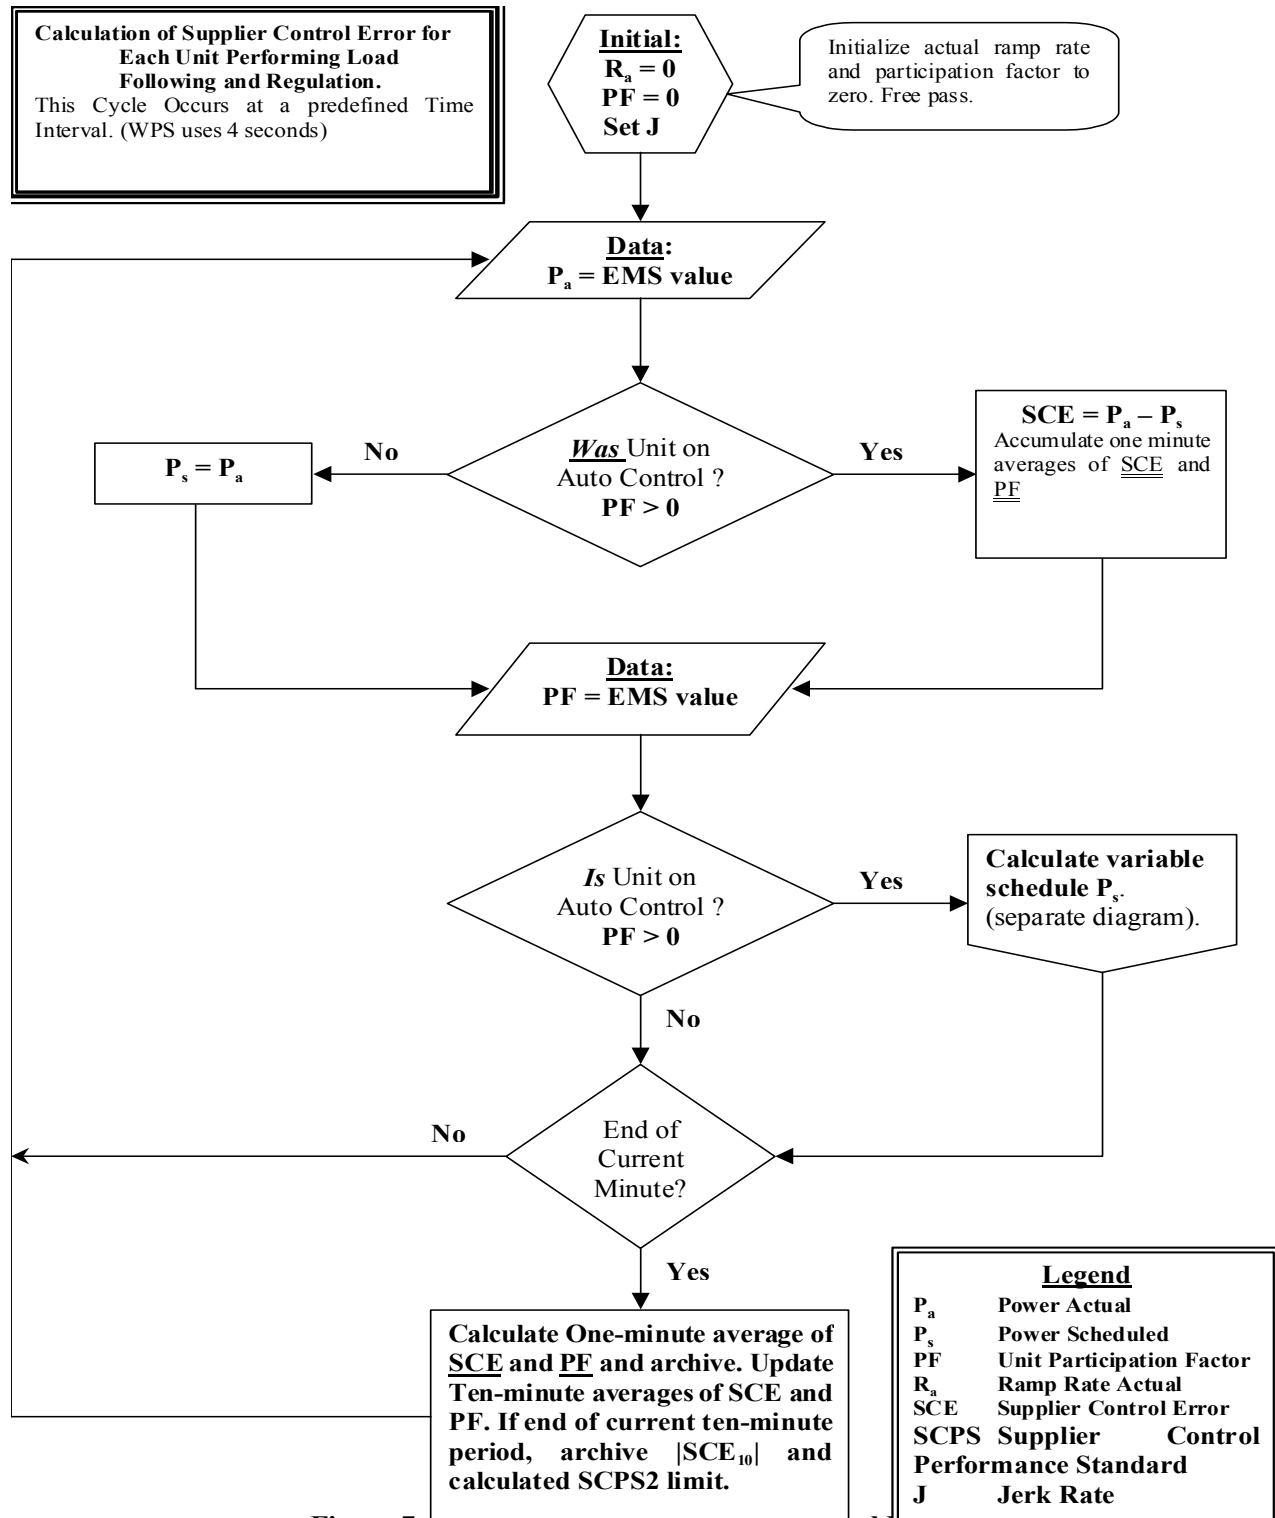 Calculation of Supplier Control Error for
Each Unit Performing Load
Following and Regulation.
This Cycle Occurs at a predefined Time
Interval. (WPS uses 4 seconds)
Initial:
Rₐ = 0
PF = 0
Set J
Initialize actual ramp rate
and participation factor to
zero. Free pass.
Data:
Pₐ = EMS value
Was Unit on
Auto Control ?
PF > 0
No
Yes
Pₛ = Pₐ
SCE = Pₐ – Pₛ
Accumulate one minute
averages of SCE and
PF
Data:
PF = EMS value
Is Unit on
Auto Control ?
PF > 0
Yes
No
Calculate variable
schedule Pₛ.
(separate diagram).
End of
Current
Minute?
No
Yes
Calculate One-minute average of
SCE and PF and archive. Update
Ten-minute averages of SCE and
PF. If end of current ten-minute
period, archive |SCE₁₀| and
calculated SCPS2 limit.
Legend
Pₐ Power Actual
Pₛ Power Scheduled
PF Unit Participation Factor
Rₐ Ramp Rate Actual
SCE Supplier Control Error
SCPS Supplier Control
Performance Standard
J Jerk Rate